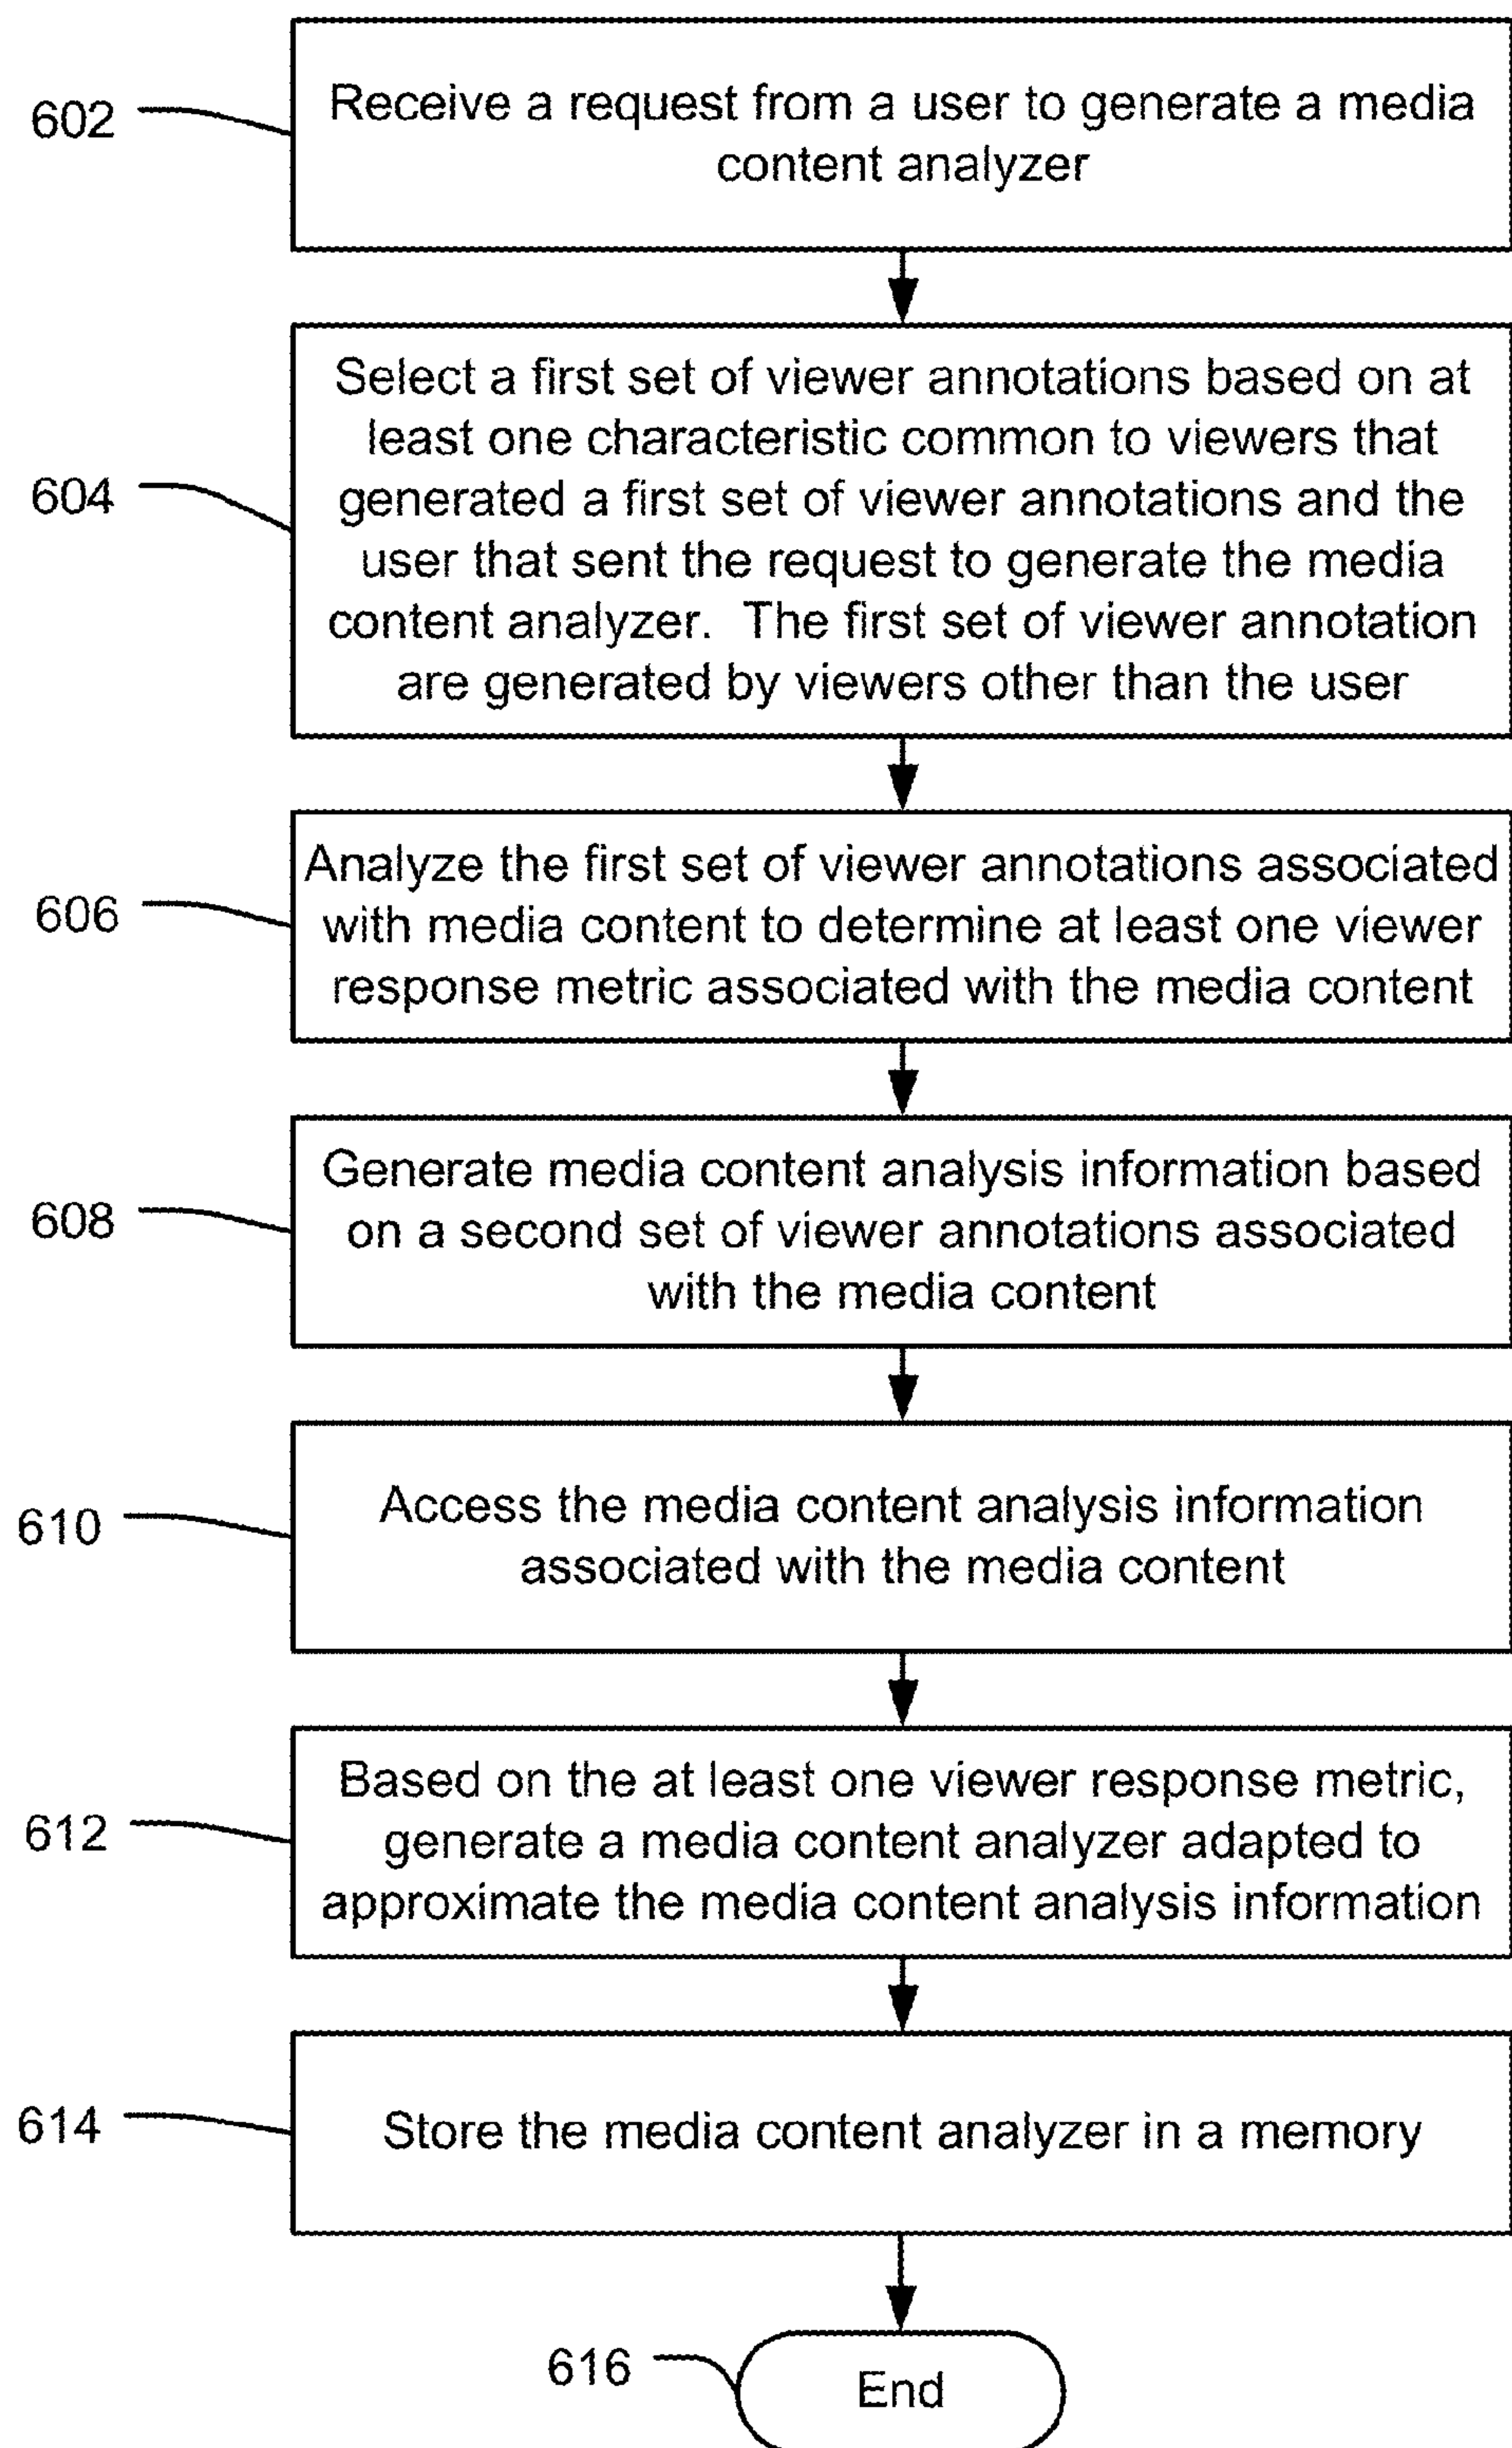 602
Receive a request from a user to generate a media
content analyzer
604
Select a first set of viewer annotations based on at
least one characteristic common to viewers that
generated a first set of viewer annotations and the
user that sent the request to generate the media
content analyzer.  The first set of viewer annotation
are generated by viewers other than the user
606
Analyze the first set of viewer annotations associated
with media content to determine at least one viewer
response metric associated with the media content
608
Generate media content analysis information based
on a second set of viewer annotations associated
with the media content
610
Access the media content analysis information
associated with the media content
612
Based on the at least one viewer response metric,
generate a media content analyzer adapted to
approximate the media content analysis information
614
Store the media content analyzer in a memory
616
End